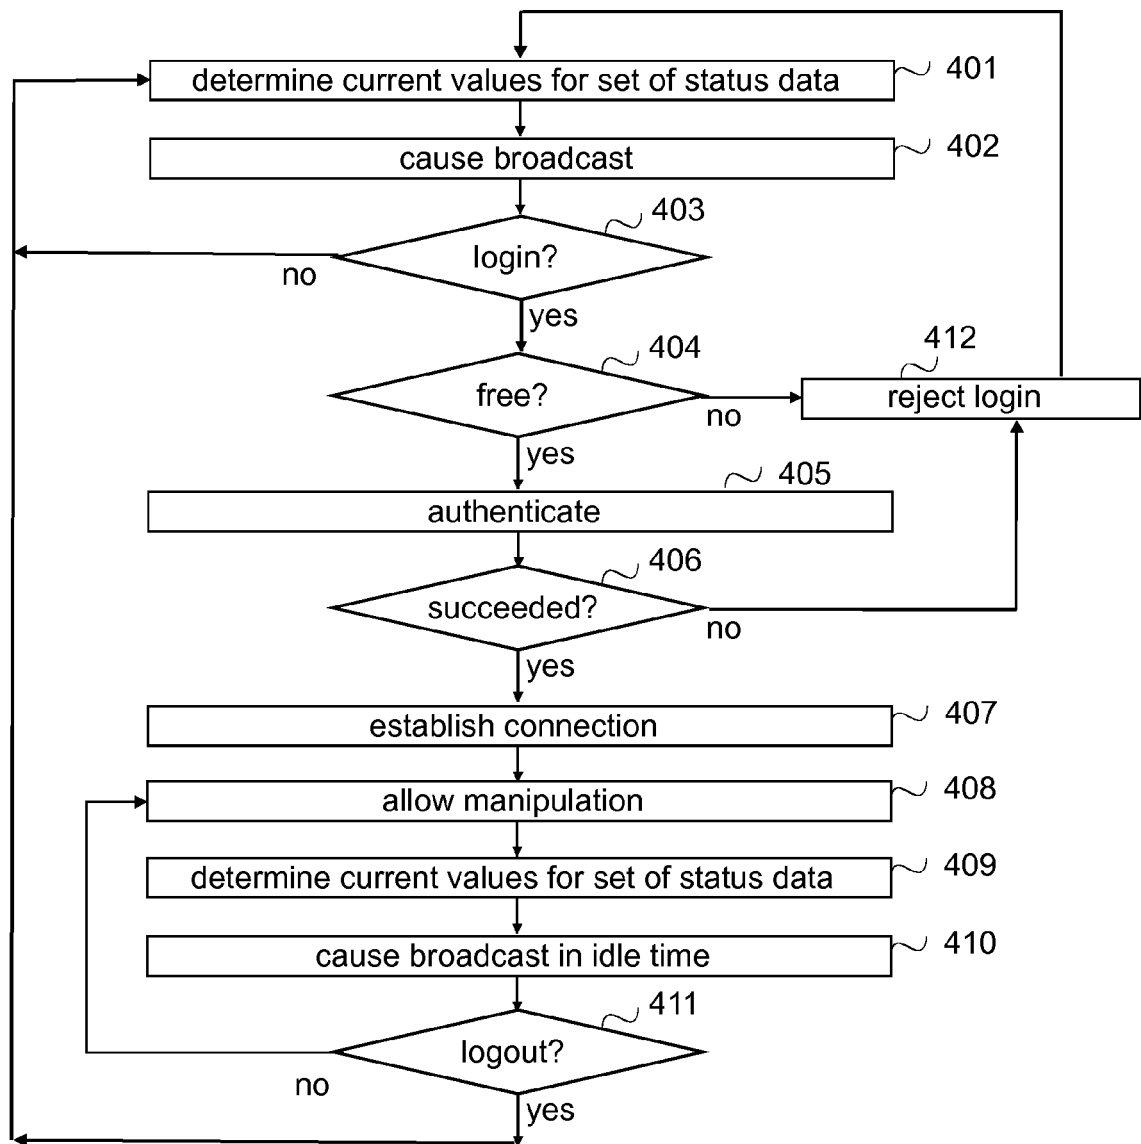 determine current values for set of status data
401
cause broadcast
402
403
login?
no
yes
404
412
free?
reject login
no
yes
405
authenticate
406
succeeded?
no
yes
establish connection
407
allow manipulation
408
determine current values for set of status data
409
cause broadcast in idle time
410
411
logout?
no
yes